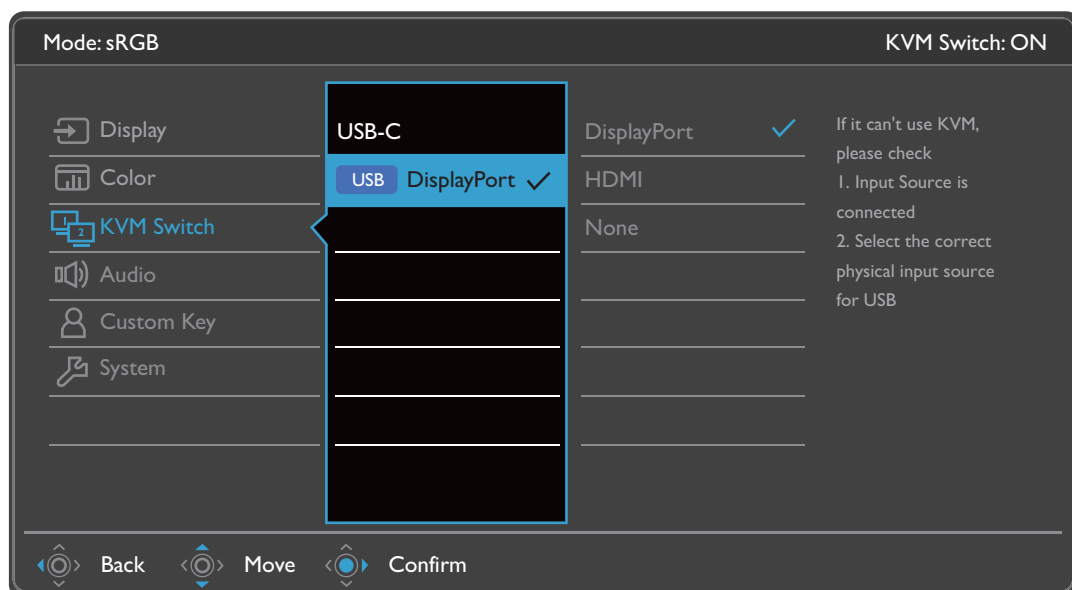 Mode: sRGB
KVM Switch: ON
Display
Color
1 2 KVM Switch
Audio
Custom Key
System
USB-C
USB DisplayPort
DisplayPort
HDMI
None
If it can't use KVM,
please check
1. Input Source is
connected
2. Select the correct
physical input source
for USB
Back
Move
Confirm